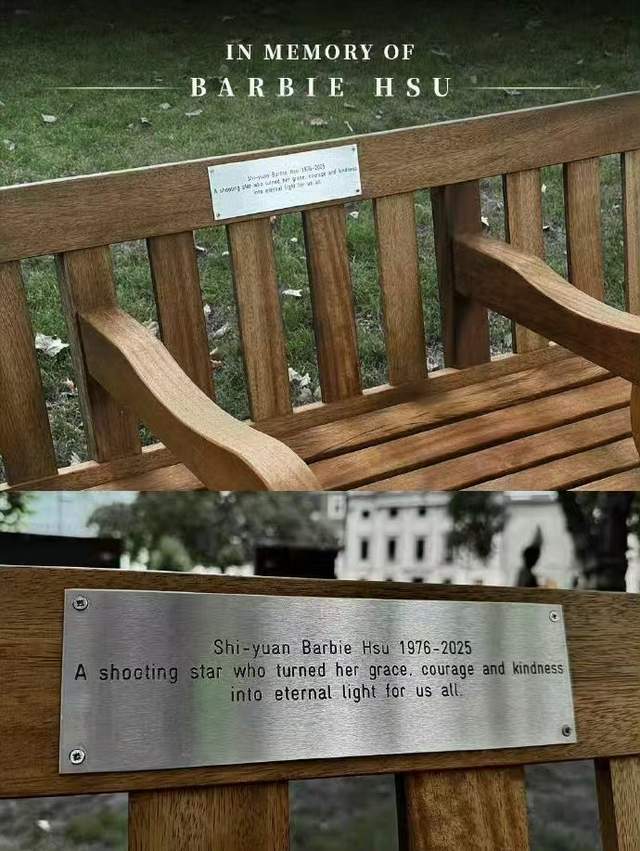 IN MEMORY OF
BARBIE HSU
Shi-yuan Barbie Hsu 1976-2025
A shooting star who turned her grace, courage and kindness
into eternal light for us all.
Shi-yuan Barbie Hsu 1976-2025
A shooting star who turned her grace, courage and kindness
into eternal light for us all.